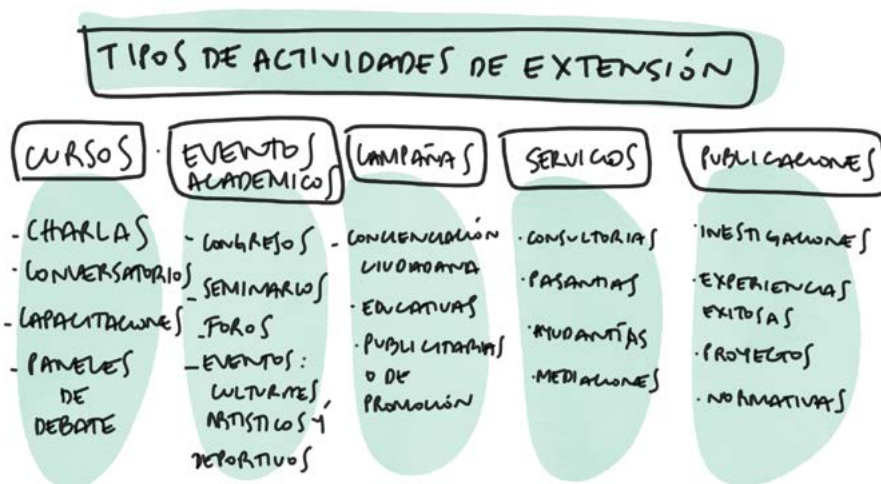 TIPOS DE ACTIVIDADES DE EXTENSIÓN
CURSOS
- CHARLAS
· CONVERSATORIOS
- CAPACITACIONES
- PANELES
DE
DEBATE
EVENTOS
ACADEMICOS
- CONGRESOS
- SEMINARIOS
- FOROS
- EVENTOS:
CULTURALES
ARTISTICOS Y
DEPORTIVOS
CAMPAÑAS
- CONCIENCIACIÓN
CIUDADANA
· EDUCATIVAS
· PUBLICITARIAS
O DE
PROMOCIÓN
SERVICIOS
· CONSULTORIAS
· PASANTIAS
· AYUDANTÍAS
· MEDIACIONES
PUBLICACIONES
· INESTIGACIONES
· EXPERIENCIAS
EXITOSAS
· PROYECTOS
· NORMATIVAS